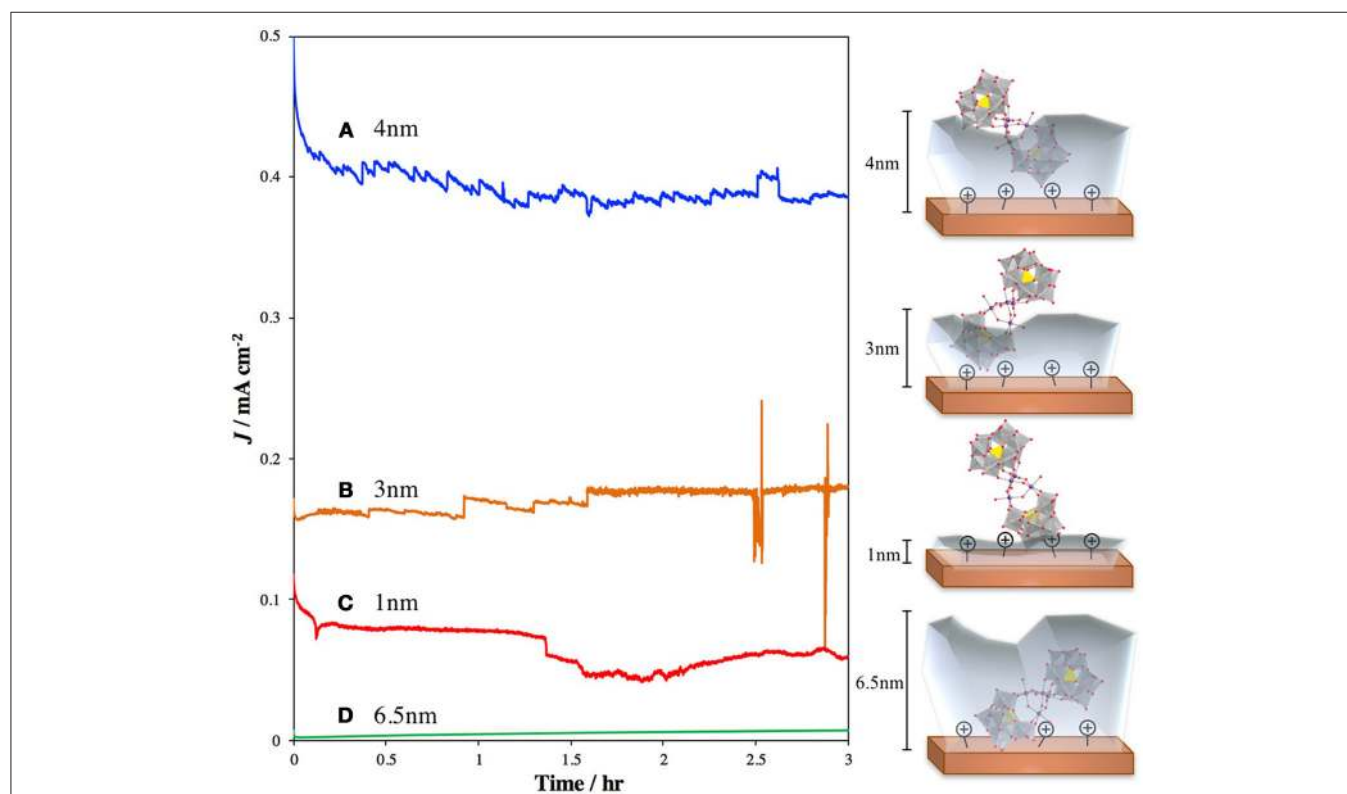 0.5
0.4
0.3
0.2
0.1
0
J / mA cm-2
A 4nm
B 3nm
C 1nm
D 6.5nm
0 0.5 1 1.5 2 2.5 3
Time / hr
4nm
+ + + +
3nm
+ + + +
1nm
+ + + +
6.5nm
+ + +